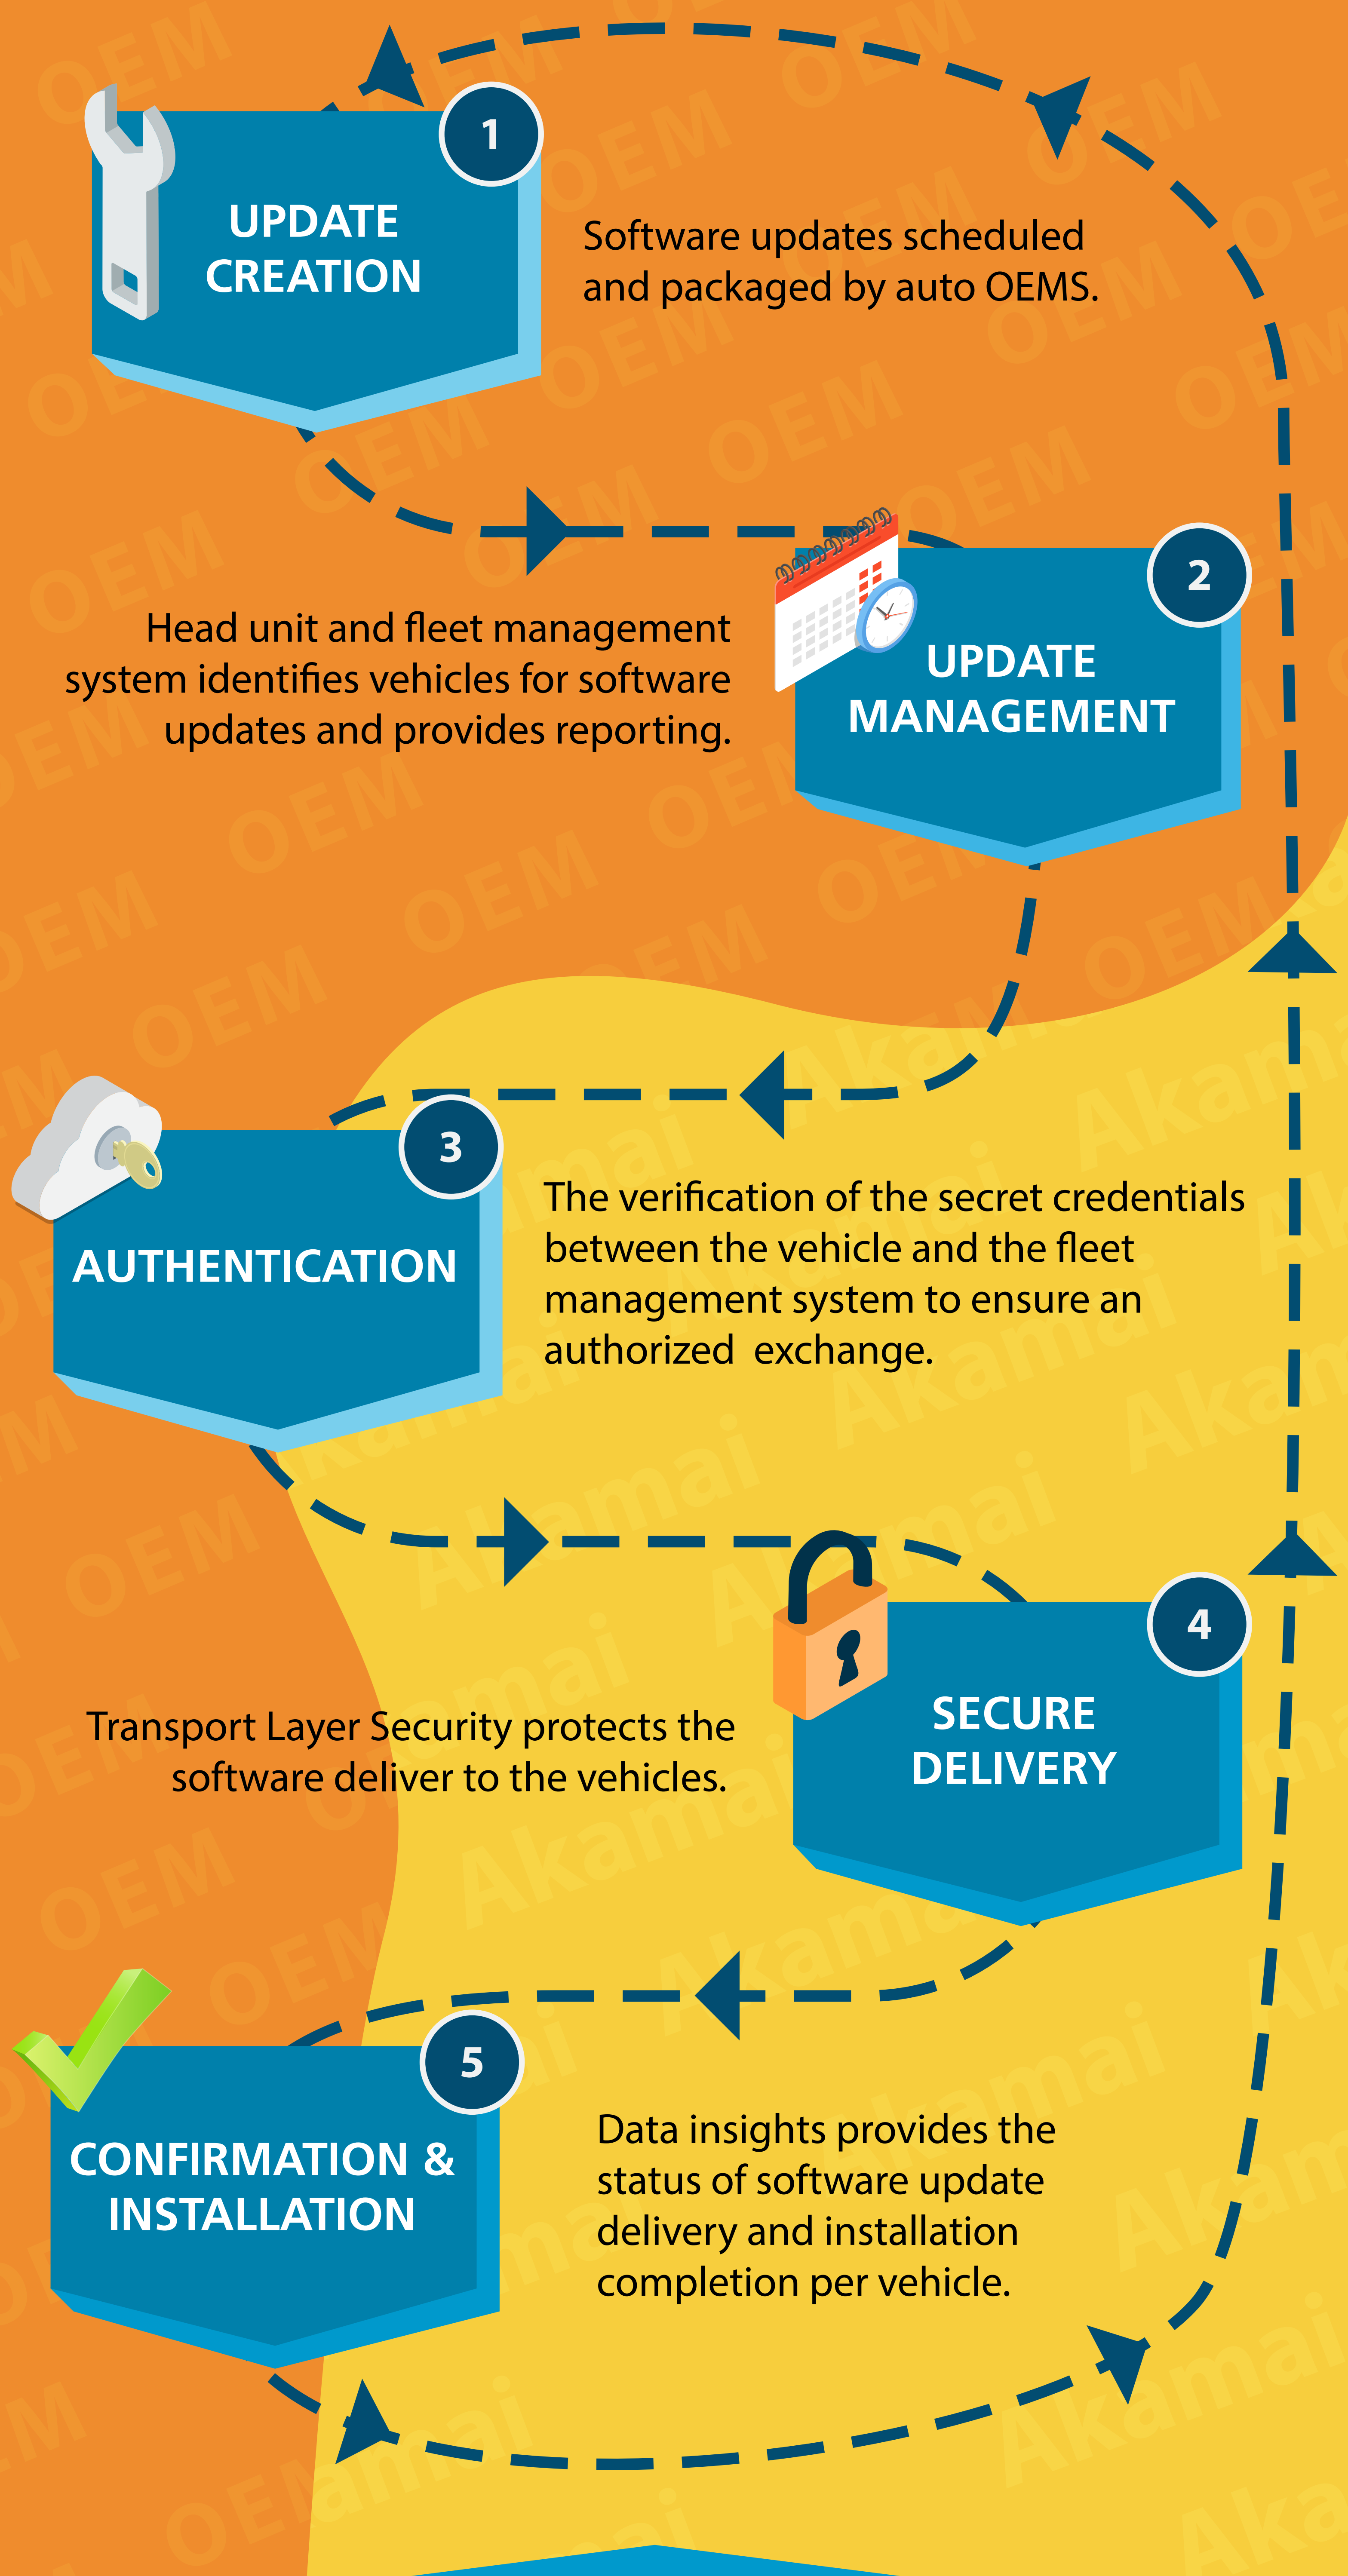 1
UPDATE
CREATION
Software updates scheduled
and packaged by auto OEMS.
2
UPDATE
MANAGEMENT
Head unit and fleet management
system identifies vehicles for software
updates and provides reporting.
3
AUTHENTICATION
The verification of the secret credentials
between the vehicle and the fleet
management system to ensure an
authorized  exchange.
4
SECURE
DELIVERY
Transport Layer Security protects the
software deliver to the vehicles.
5
CONFIRMATION &
INSTALLATION
Data insights provides the
status of software update
delivery and installation
completion per vehicle.
OEM
Akamai